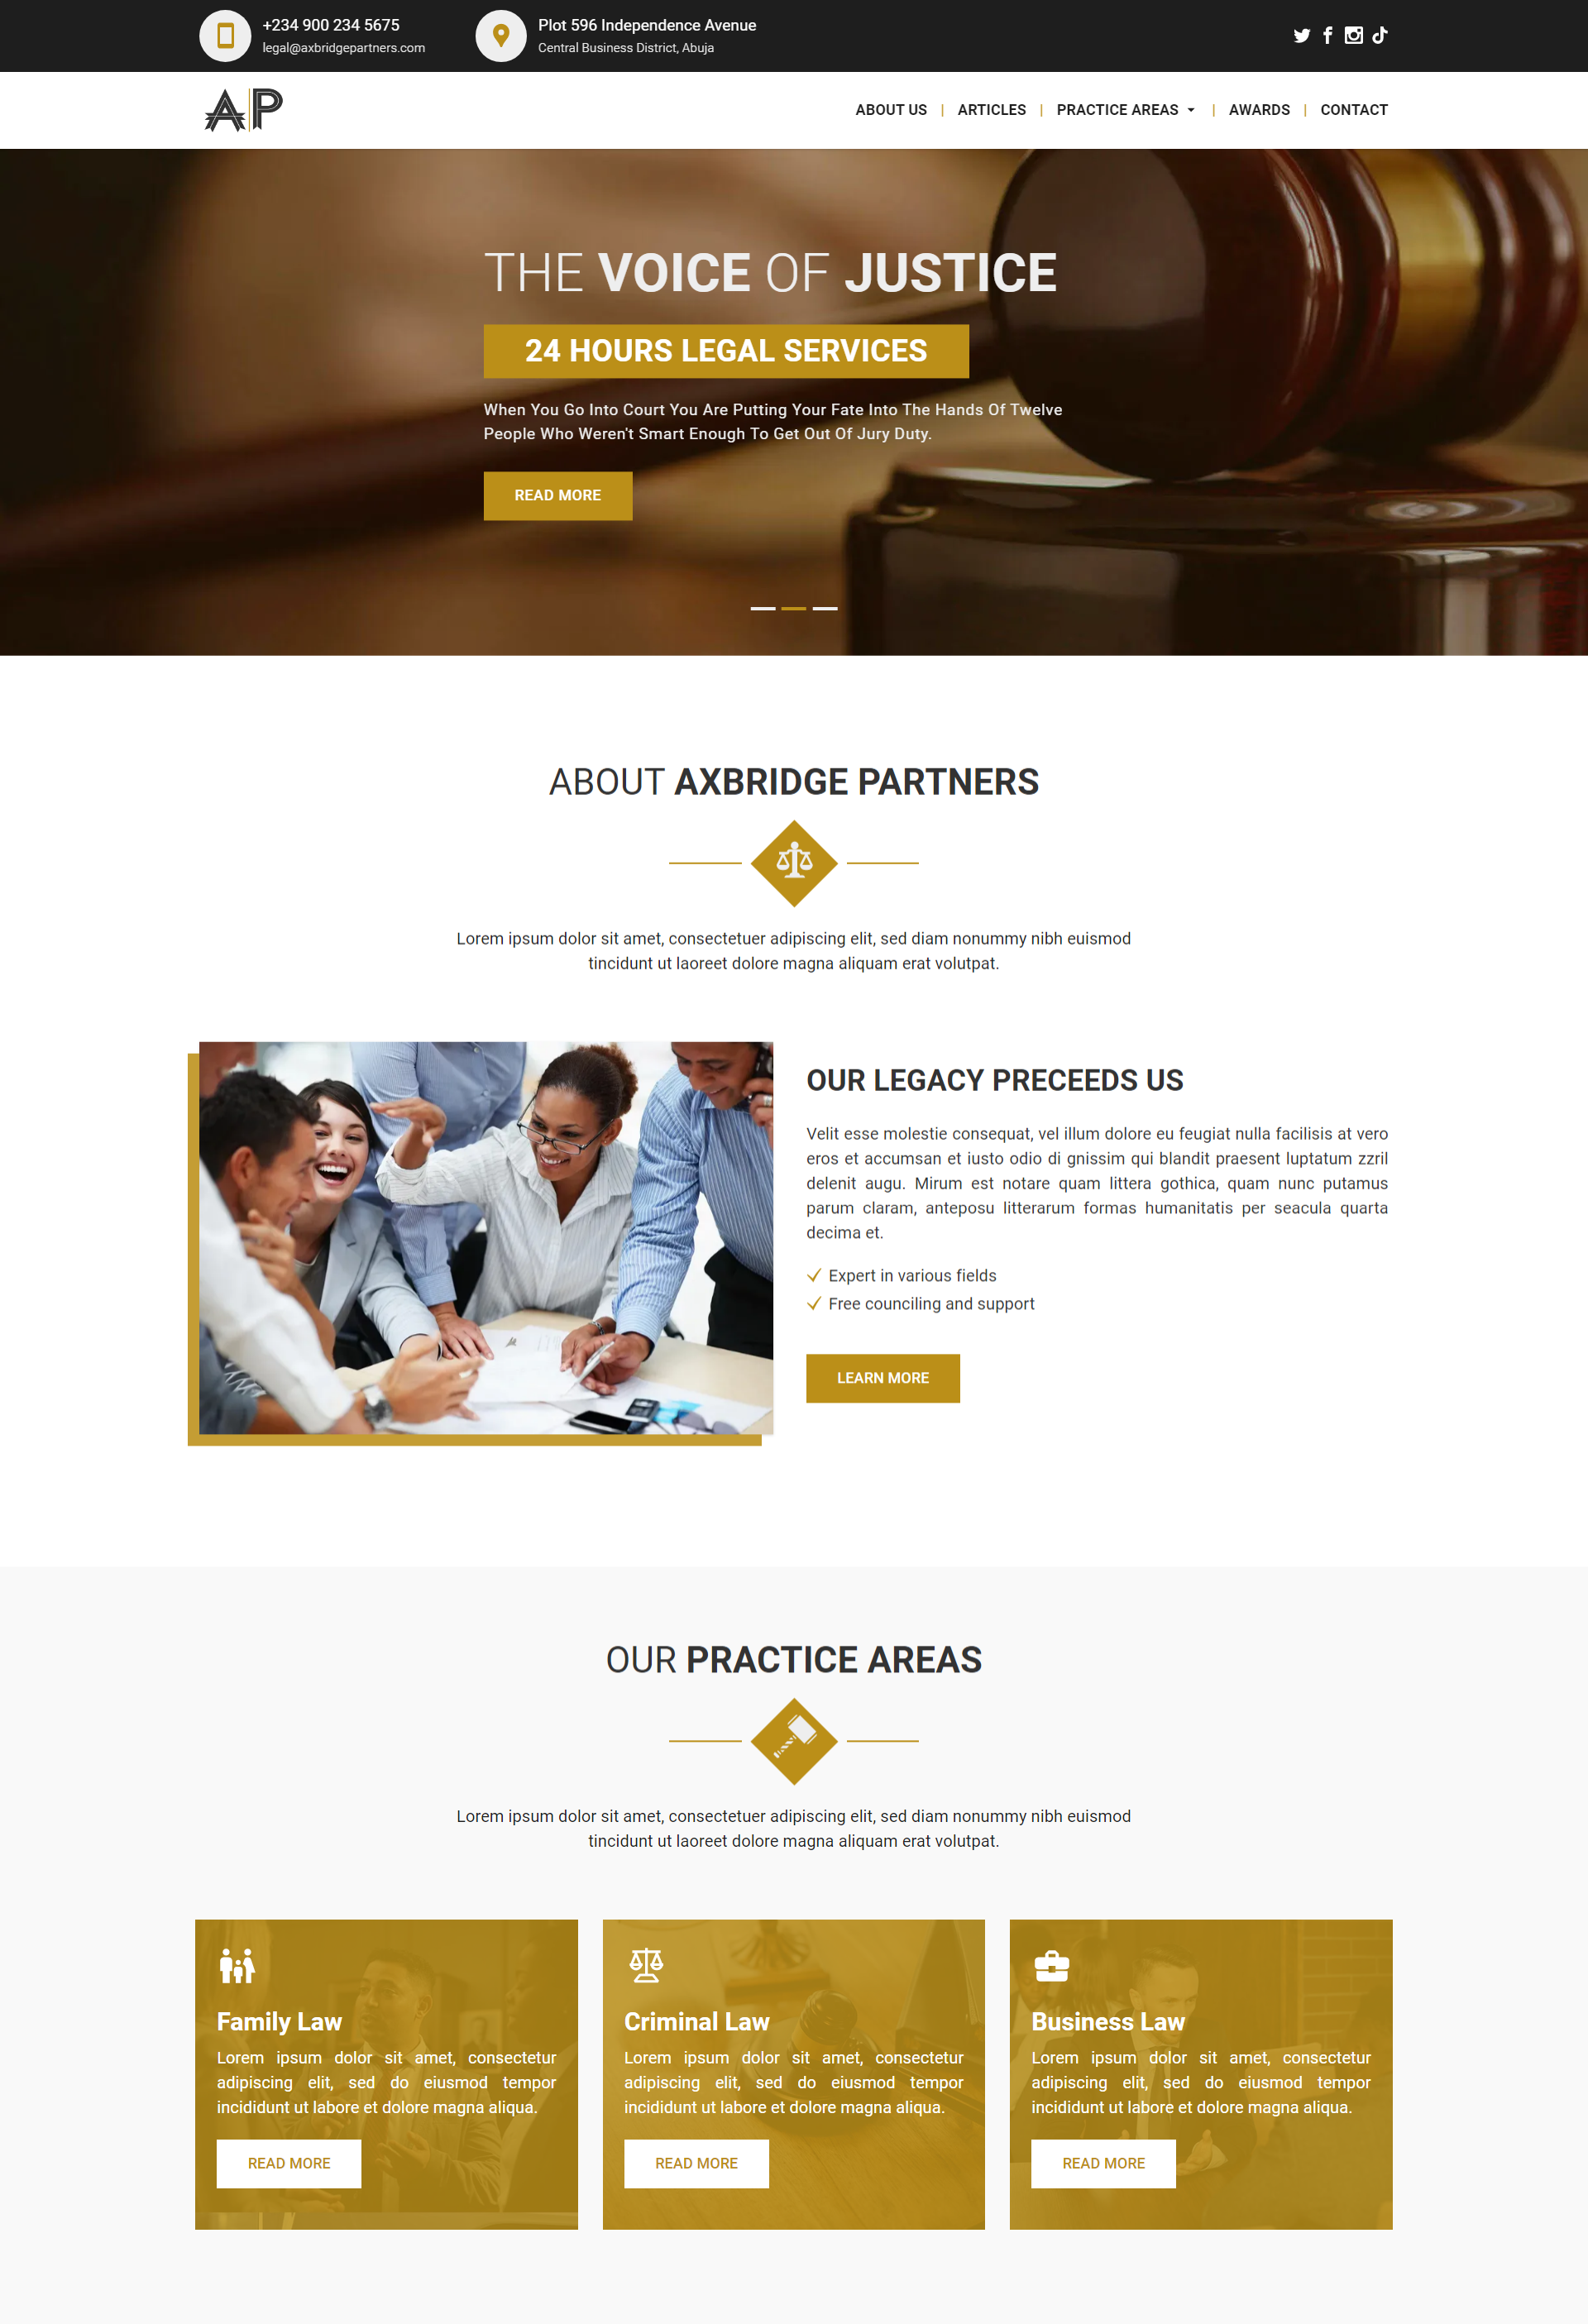 +234 900 234 5675
legal@axbridgepartners.com
Plot 596 Independence Avenue
Central Business District, Abuja
A|P
ABOUT US | ARTICLES | PRACTICE AREAS | AWARDS | CONTACT
THE VOICE OF JUSTICE
24 HOURS LEGAL SERVICES
When You Go Into Court You Are Putting Your Fate Into The Hands Of Twelve
People Who Weren't Smart Enough To Get Out Of Jury Duty.
READ MORE
ABOUT AXBRIDGE PARTNERS
Lorem ipsum dolor sit amet, consectetuer adipiscing elit, sed diam nonummy nibh euismod
tincidunt ut laoreet dolore magna aliquam erat volutpat.
OUR LEGACY PRECEEDS US
Velit esse molestie consequat, vel illum dolore eu feugiat nulla facilisis at vero
eros et accumsan et iusto odio di gnissim qui blandit praesent luptatum zzril
delenit augu. Mirum est notare quam littera gothica, quam nunc putamus
parum claram, anteposu litterarum formas humanitatis per seacula quarta
decima et.
Expert in various fields
Free counciling and support
LEARN MORE
OUR PRACTICE AREAS
Lorem ipsum dolor sit amet, consectetuer adipiscing elit, sed diam nonummy nibh euismod
tincidunt ut laoreet dolore magna aliquam erat volutpat.
Family Law
Lorem ipsum dolor sit amet, consectetur
adipiscing elit, sed do eiusmod tempor
incididunt ut labore et dolore magna aliqua.
READ MORE
Criminal Law
Lorem ipsum dolor sit amet, consectetur
adipiscing elit, sed do eiusmod tempor
incididunt ut labore et dolore magna aliqua.
READ MORE
Business Law
Lorem ipsum dolor sit amet, consectetur
adipiscing elit, sed do eiusmod tempor
incididunt ut labore et dolore magna aliqua.
READ MORE